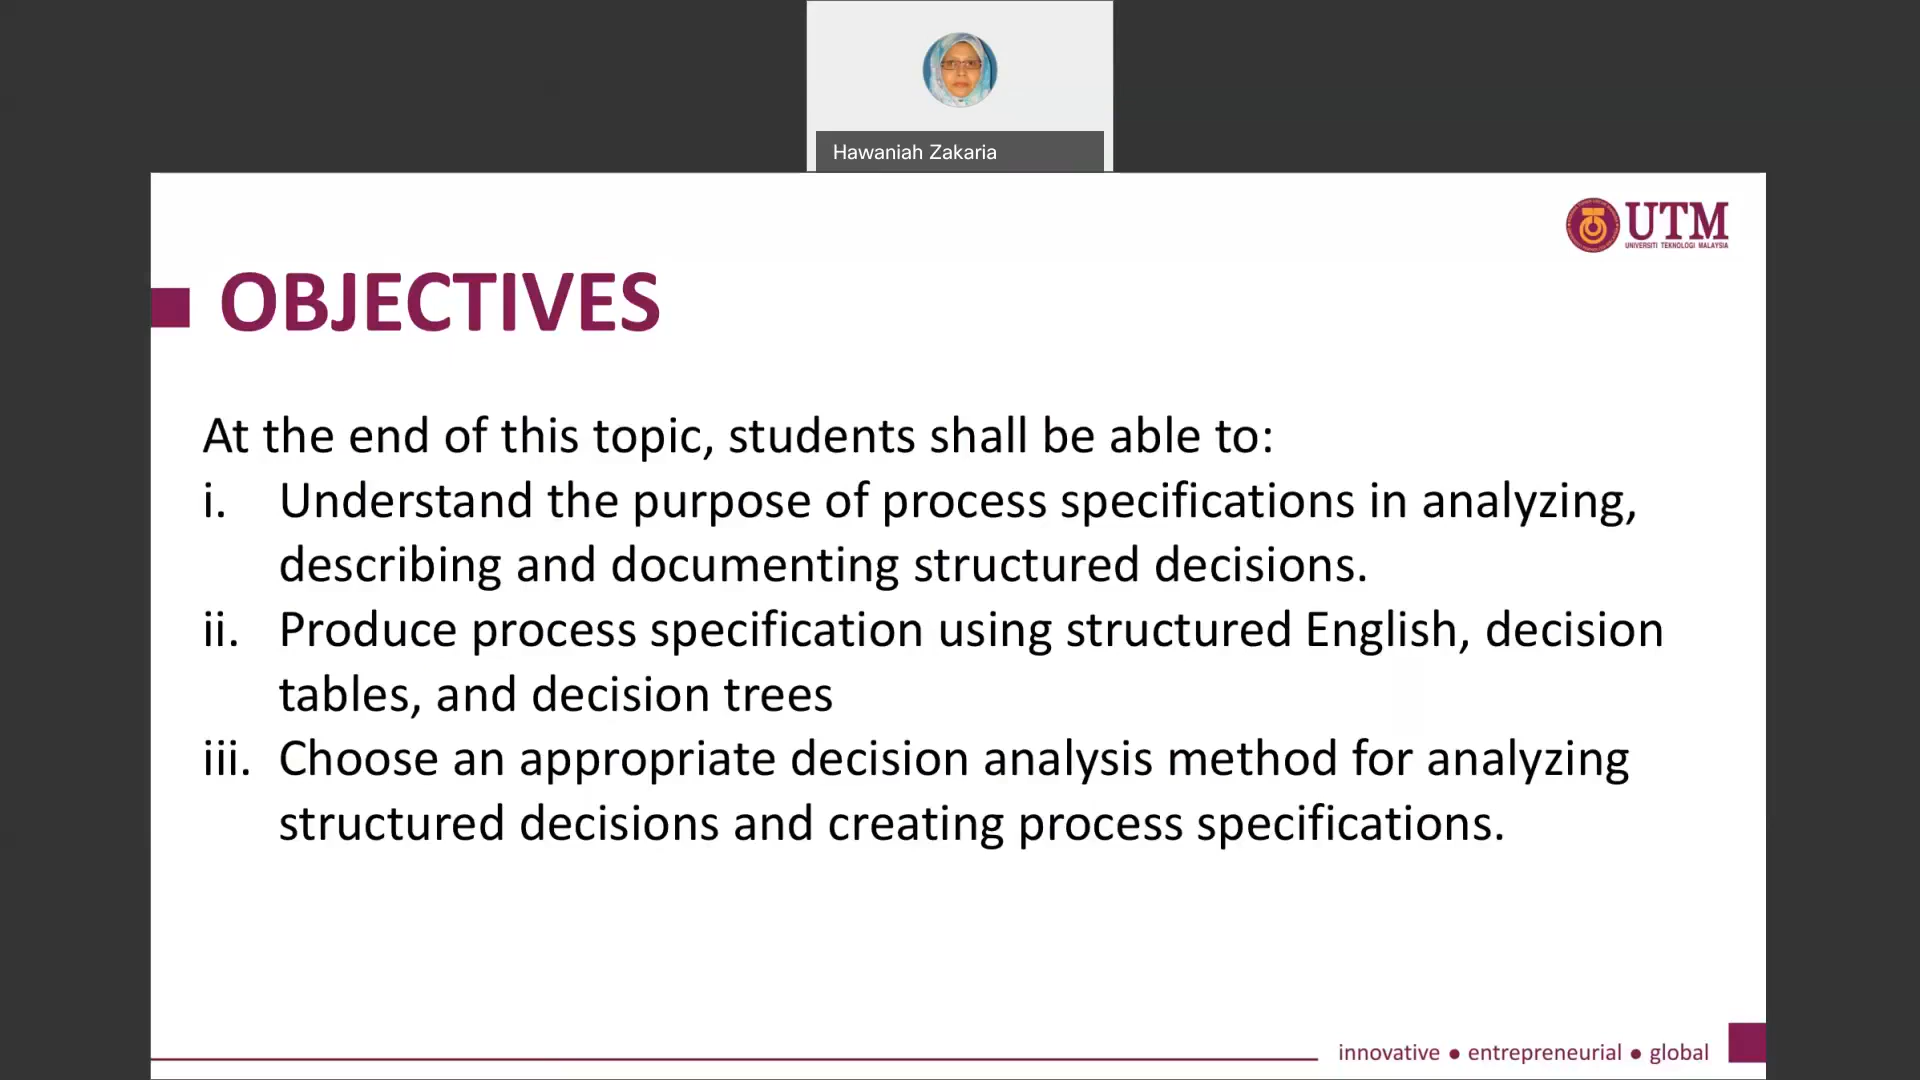 Hawaniah Zakaria
UTM
UNIVERSITI TEKNOLOGI MALAYSIA
OBJECTIVES
At the end of this topic, students shall be able to:
i. Understand the purpose of process specifications in analyzing,
describing and documenting structured decisions.
ii. Produce process specification using structured English, decision
tables, and decision trees
iii. Choose an appropriate decision analysis method for analyzing
structured decisions and creating process specifications.
innovative ● entrepreneurial ● global